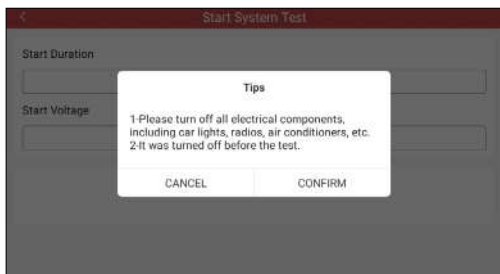 Start System Test
Start Duration
Start Voltage
Tips
1-Please turn off all electrical components,
including car lights, radios, air conditioners, etc.
2-It was turned off before the test.
CANCEL
CONFIRM